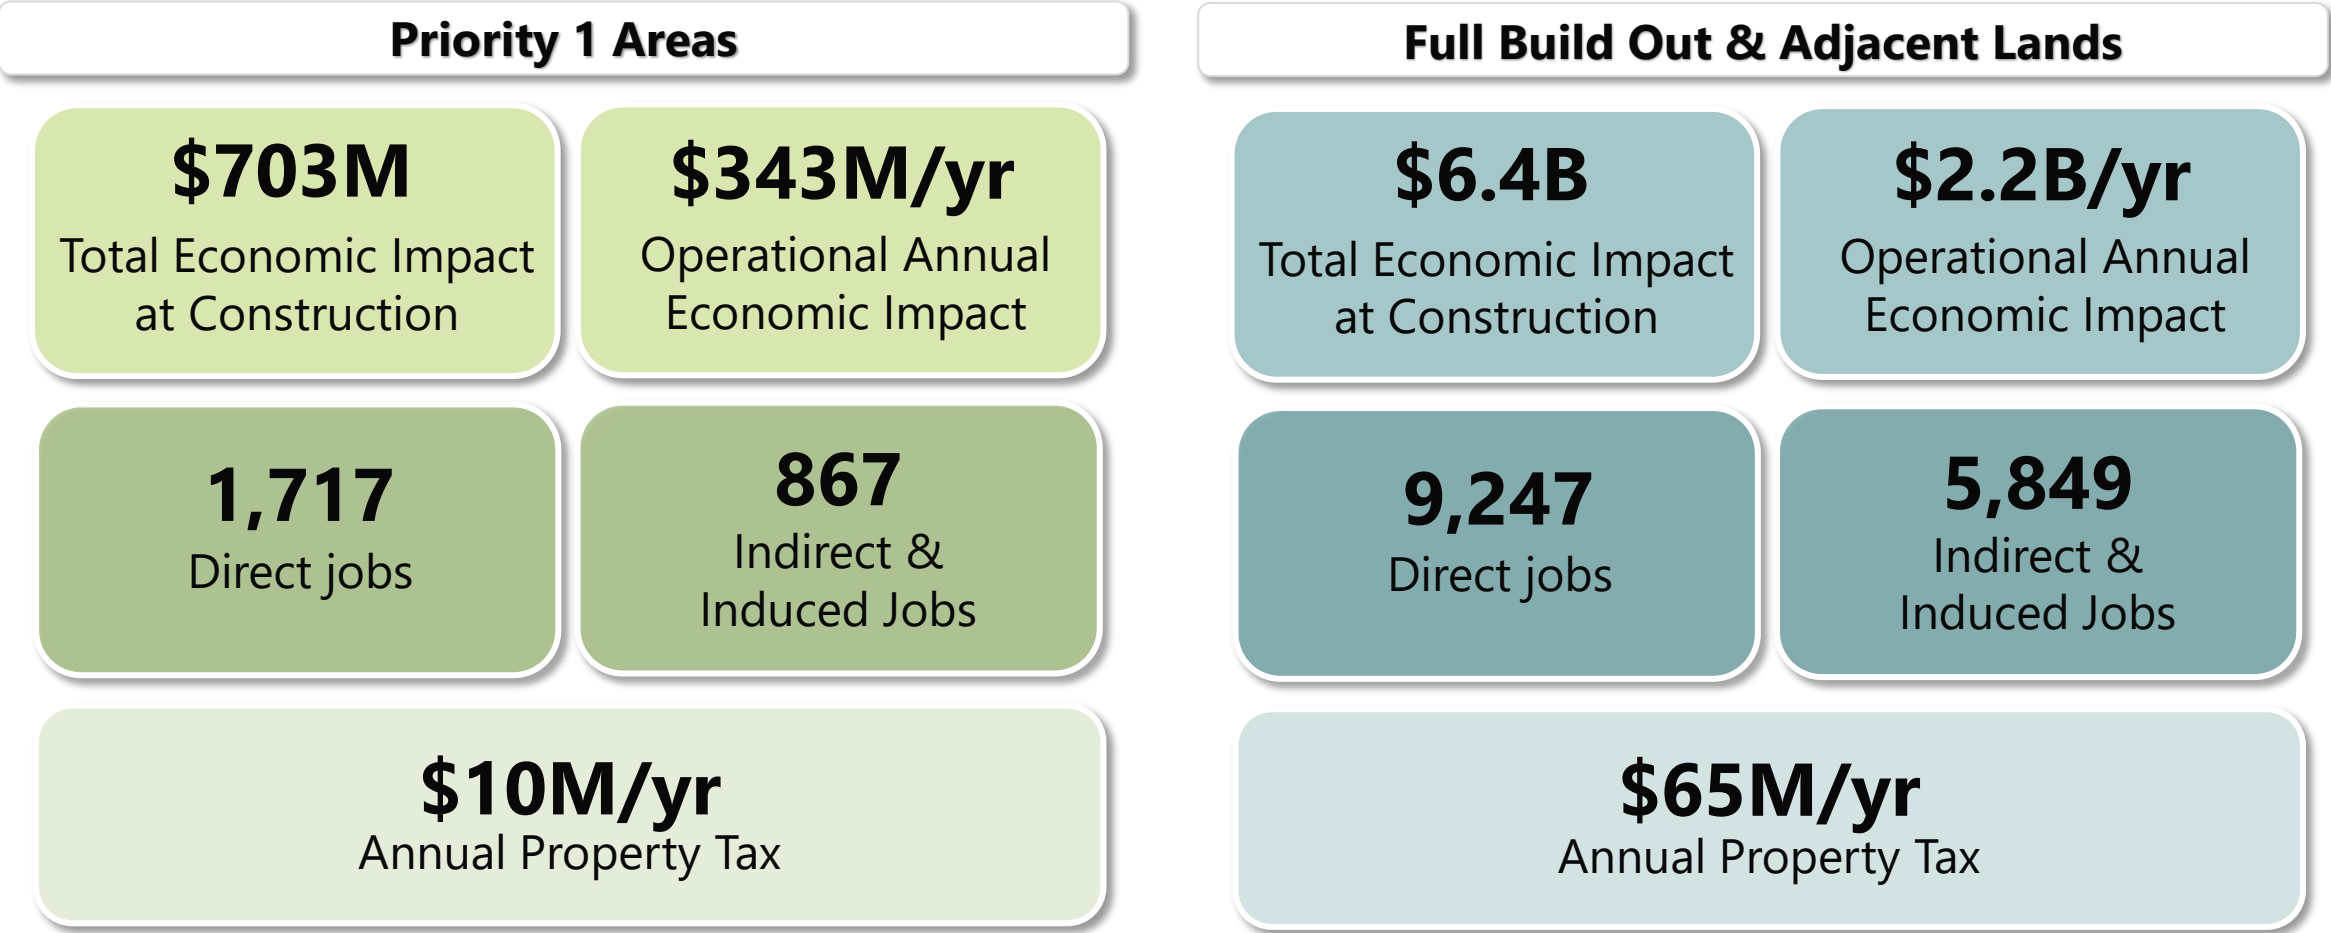 Priority 1 Areas
$703M
Total Economic Impact
at Construction
$343M/yr
Operational Annual
Economic Impact
1,717
Direct jobs
867
Indirect &
Induced Jobs
$10M/yr
Annual Property Tax
Full Build Out & Adjacent Lands
$6.4B
Total Economic Impact
at Construction
$2.2B/yr
Operational Annual
Economic Impact
9,247
Direct jobs
5,849
Indirect &
Induced Jobs
$65M/yr
Annual Property Tax